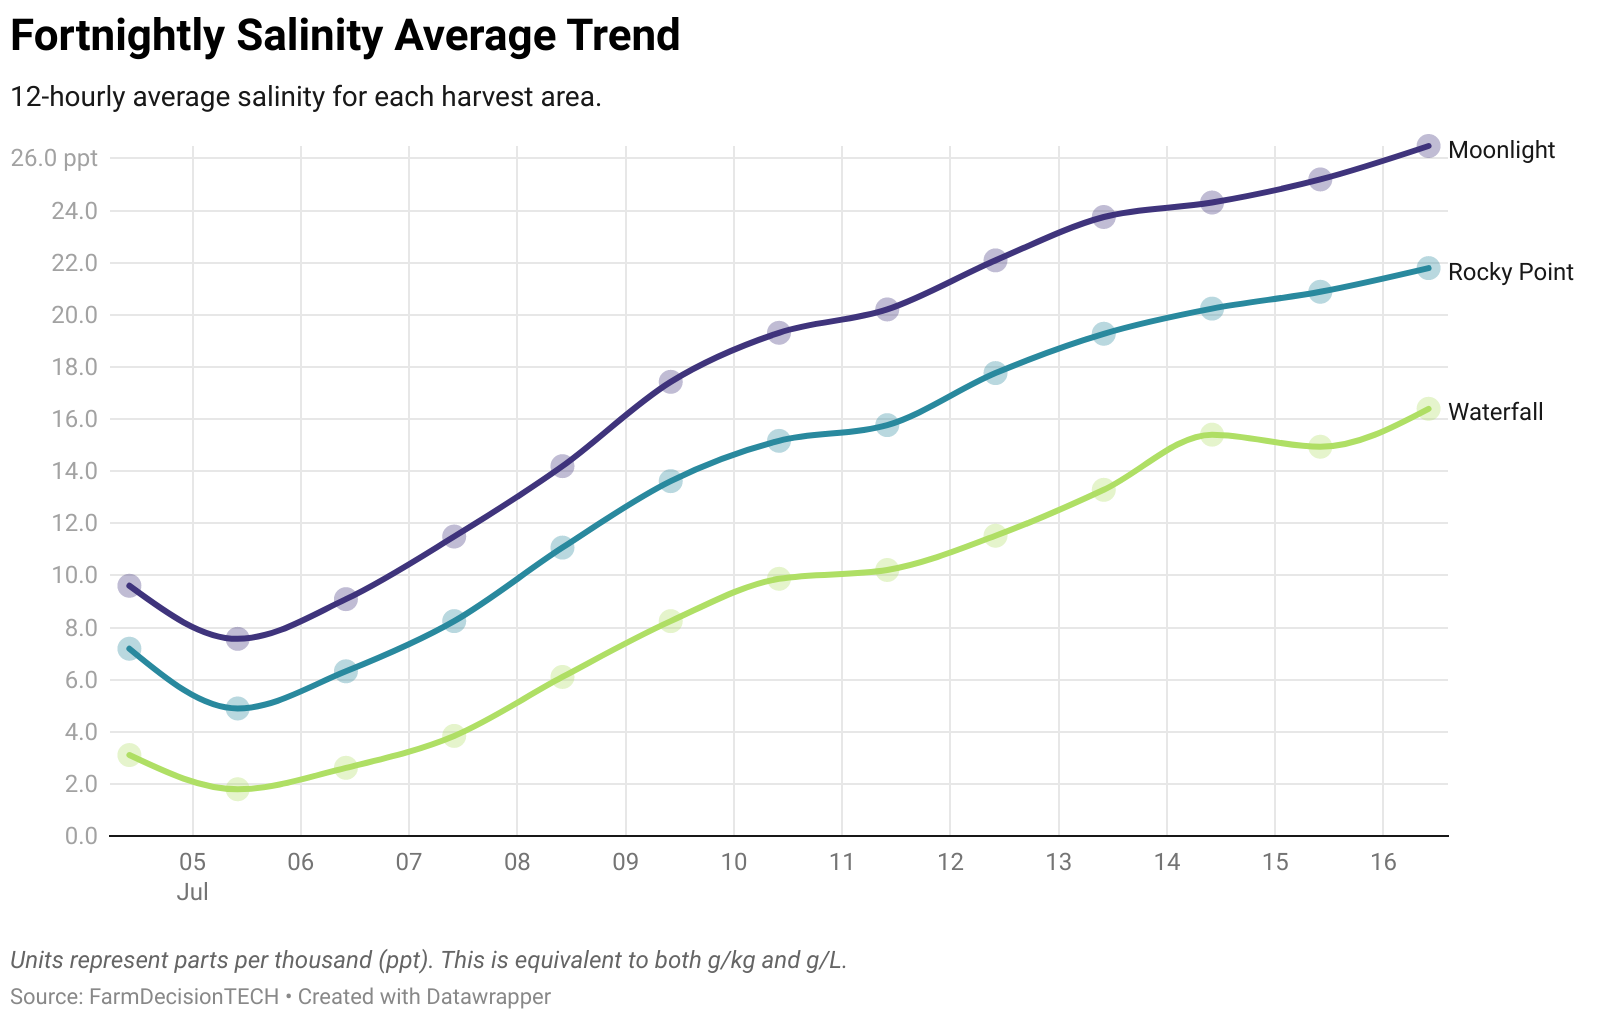 Fortnightly Salinity Average Trend
12-hourly average salinity for each harvest area.
26.0 ppt
24.0
22.0
20.0
18.0
16.0
14.0
12.0
10.0
8.0
6.0
4.0
2.0
0.0
Moonlight
Rocky Point
Waterfall
05 06 07 08 09 10 11 12 13 14 15 16
Jul
Units represent parts per thousand (ppt). This is equivalent to both g/kg and g/L.
Source: FarmDecisionTECH • Created with Datawrapper